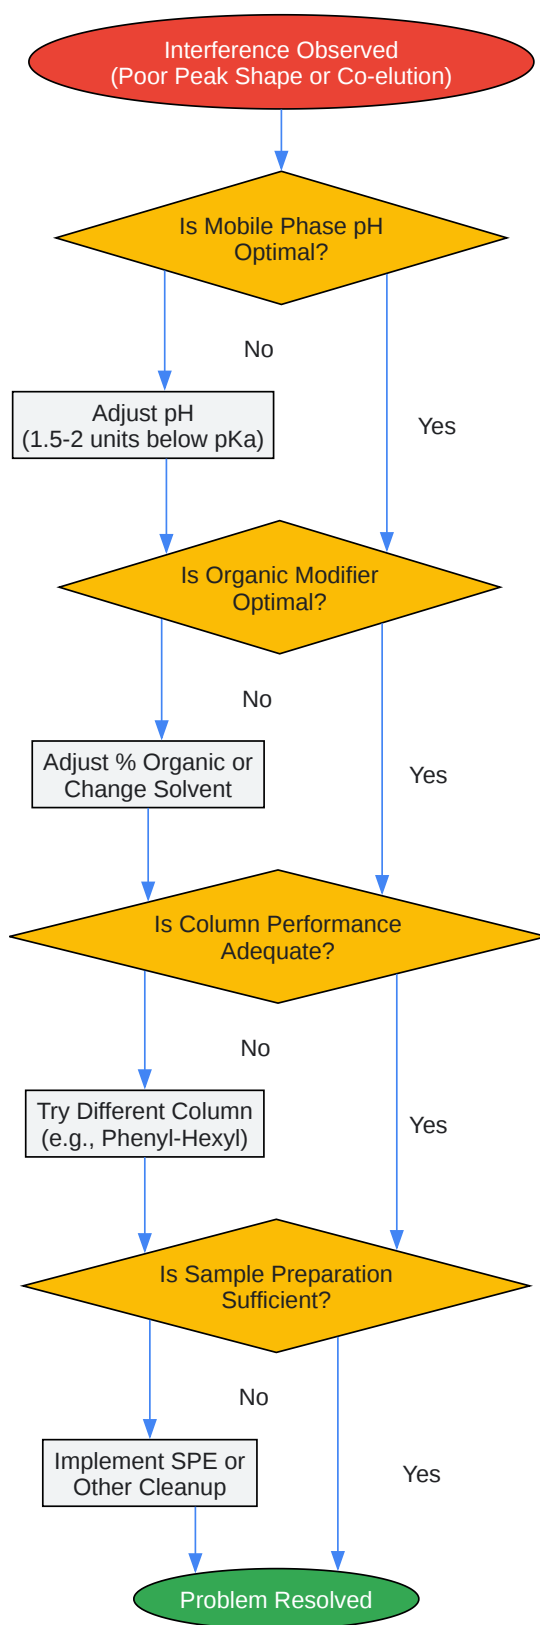 Interference Observed
(Poor Peak Shape or Co-elution)
Is Mobile Phase pH
Optimal?
No
Adjust pH
(1.5-2 units below pKa)
Yes
Is Organic Modifier
Optimal?
No
Adjust % Organic or
Change Solvent
Yes
Is Column Performance
Adequate?
No
Try Different Column
(e.g., Phenyl-Hexyl)
Yes
Is Sample Preparation
Sufficient?
No
Implement SPE or
Other Cleanup
Yes
Problem Resolved